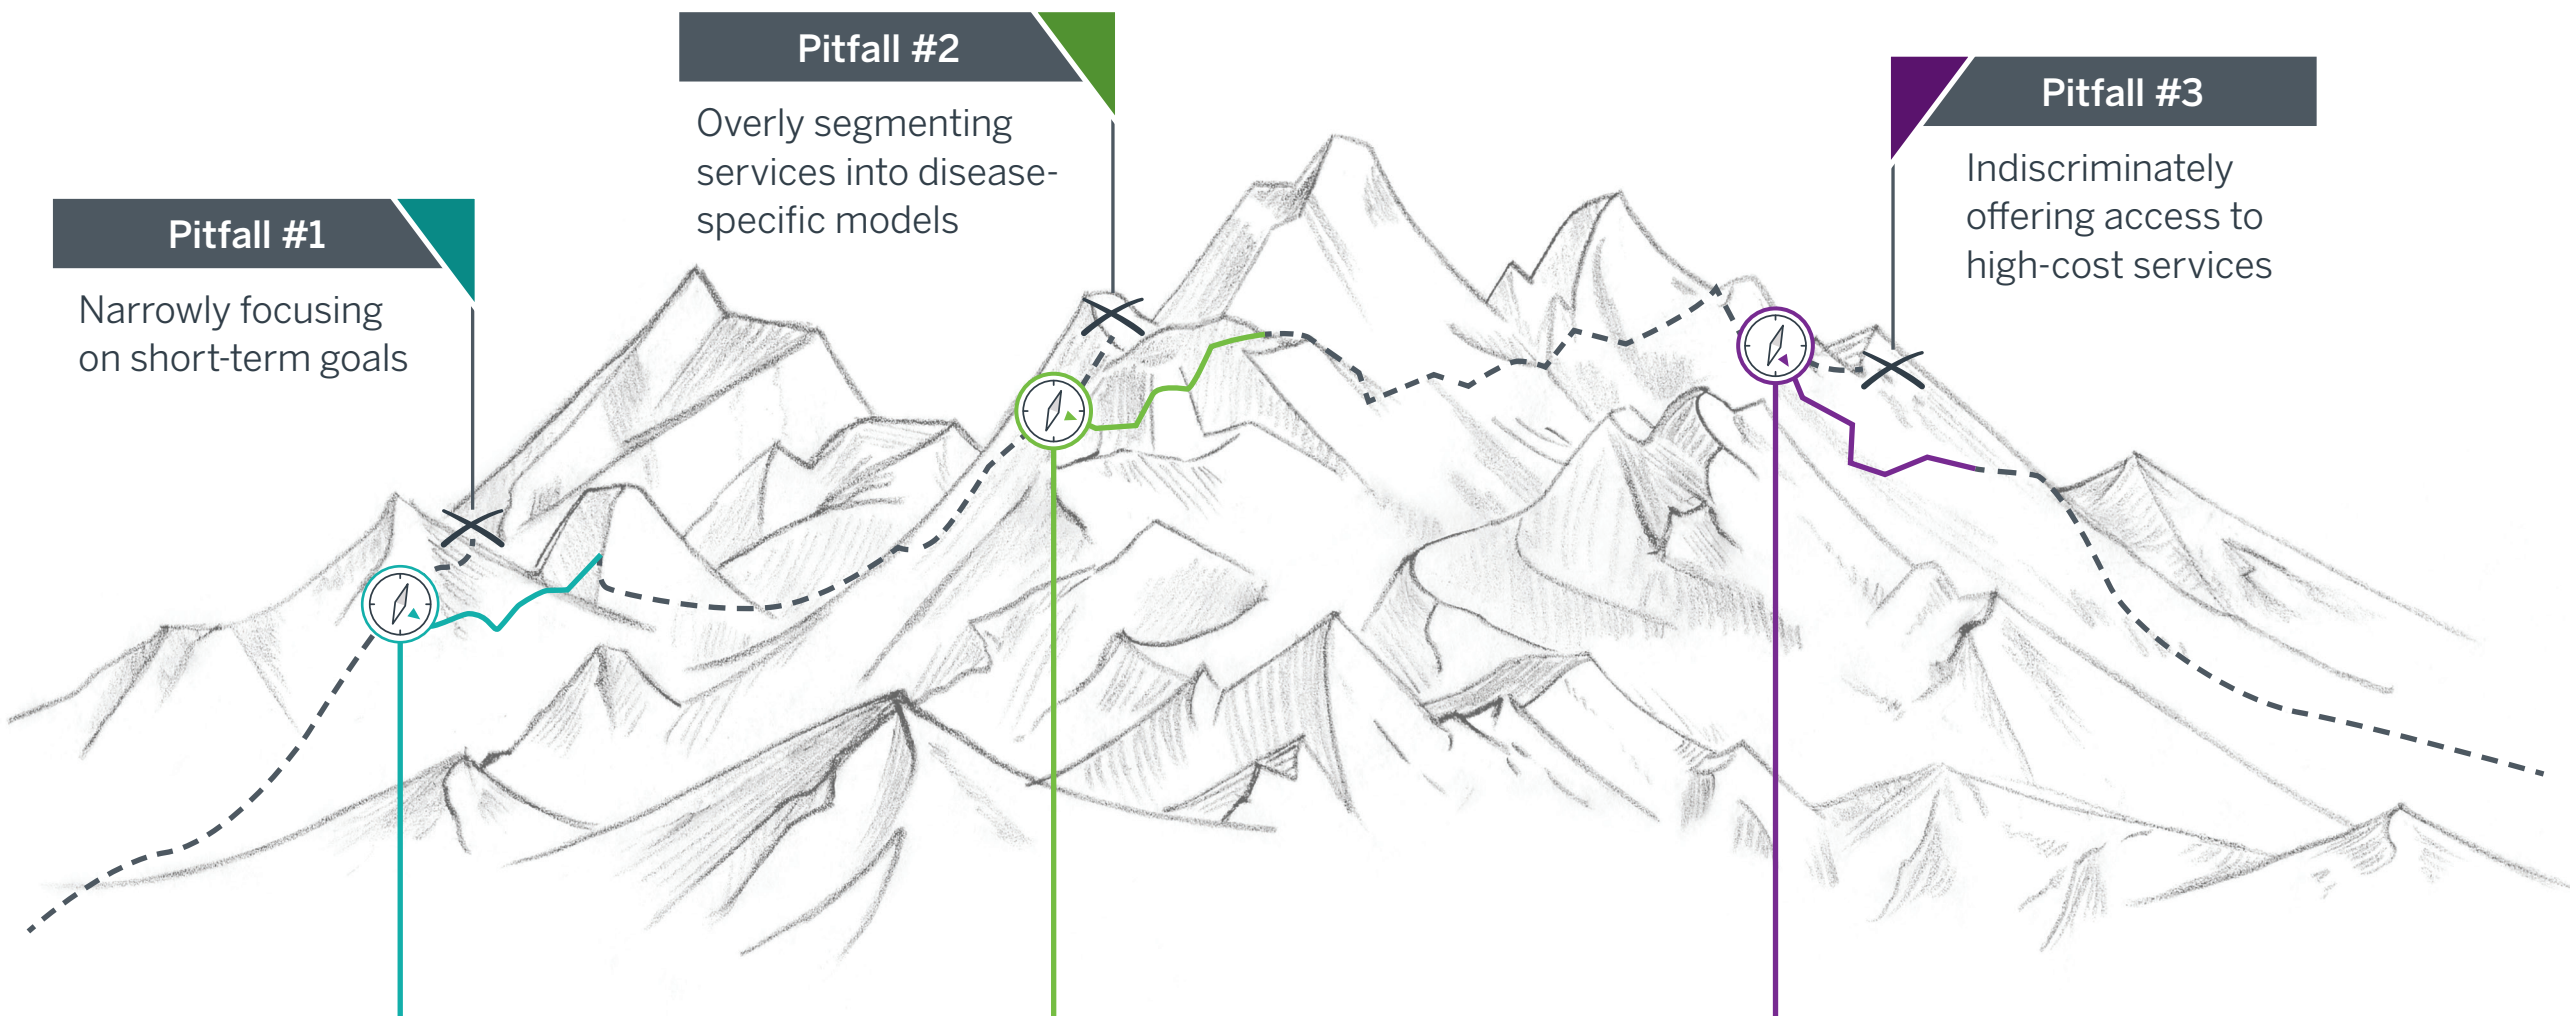 Pitfall #1
Narrowly focusing
on short-term goals
Pitfall #2
Overly segmenting
services into disease-
specific models
Pitfall #3
Indiscriminately
offering access to
high-cost services